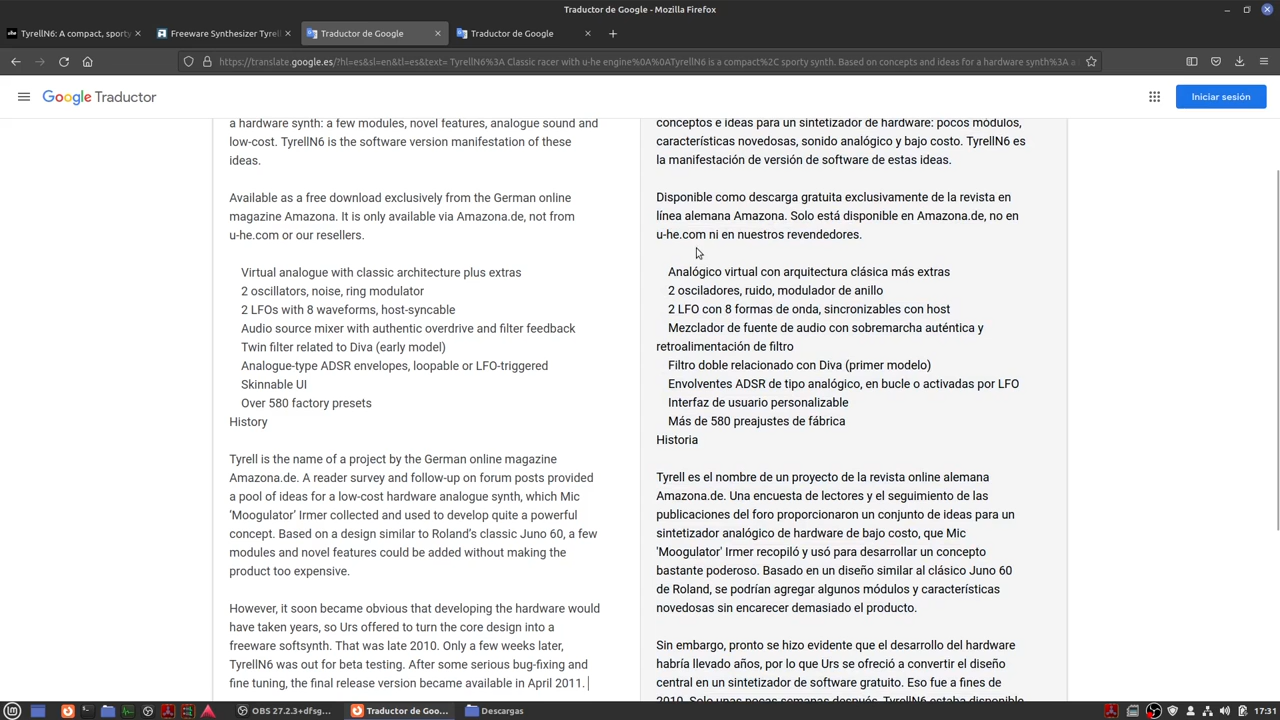 Traductor de Google - Mozilla Firefox
TyrellN6: A compact, sporty
Freeware Synthesizer Tyrell
Traductor de Google
Traductor de Google
https://translate.google.es/?hl=es&sl=en&tl=es&text= TyrellN6%3A Classic racer with u-he engine%0A%0ATyrellN6 is a compact%2C sporty synth. Based on concepts and ideas for a hardware synth%3A a
Google Traductor
Iniciar sesión
a hardware synth: a few modules, novel features, analogue sound and
low-cost. TyrellN6 is the software version manifestation of these
ideas.
Available as a free download exclusively from the German online
magazine Amazona. It is only available via Amazona.de, not from
u-he.com or our resellers.
Virtual analogue with classic architecture plus extras
2 oscillators, noise, ring modulator
2 LFOs with 8 waveforms, host-syncable
Audio source mixer with authentic overdrive and filter feedback
Twin filter related to Diva (early model)
Analogue-type ADSR envelopes, loopable or LFO-triggered
Skinnable UI
Over 580 factory presets
History
Tyrell is the name of a project by the German online magazine
Amazona.de. A reader survey and follow-up on forum posts provided
a pool of ideas for a low-cost hardware analogue synth, which Mic
'Moogulator' Irmer collected and used to develop quite a powerful
concept. Based on a design similar to Roland's classic Juno 60, a few
modules and novel features could be added without making the
product too expensive.
However, it soon became obvious that developing the hardware would
have taken years, so Urs offered to turn the core design into a
freeware softsynth. That was late 2010. Only a few weeks later,
TyrellN6 was out for beta testing. After some serious bug-fixing and
fine tuning, the final release version became available in April 2011.
conceptos e ideas para un sintetizador de hardware: pocos módulos,
características novedosas, sonido analógico y bajo costo. TyrellN6 es
la manifestación de versión de software de estas ideas.
Disponible como descarga gratuita exclusivamente de la revista en
línea alemana Amazona. Solo está disponible en Amazona.de, no en
u-he.com ni en nuestros revendedores.
Analógico virtual con arquitectura clásica más extras
2 osciladores, ruido, modulador de anillo
2 LFO con 8 formas de onda, sincronizables con host
Mezclador de fuente de audio con sobremarcha auténtica y
retroalimentación de filtro
Filtro doble relacionado con Diva (primer modelo)
Envolventes ADSR de tipo analógico, en bucle o activadas por LFO
Interfaz de usuario personalizable
Más de 580 preajustes de fábrica
Historia
Tyrell es el nombre de un proyecto de la revista online alemana
Amazona.de. Una encuesta de lectores y el seguimiento de las
publicaciones del foro proporcionaron un conjunto de ideas para un
sintetizador analógico de hardware de bajo costo, que Mic
'Moogulator' Irmer recopiló y usó para desarrollar un concepto
bastante poderoso. Basado en un diseño similar al clásico Juno 60
de Roland, se podrían agregar algunos módulos y características
novedosas sin encarecer demasiado el producto.
Sin embargo, pronto se hizo evidente que el desarrollo del hardware
habría llevado años, por lo que Urs se ofreció a convertir el diseño
central en un sintetizador de software gratuito. Eso fue a fines de
2010. Solo unas pocas semanas después, TyrellN6 estaba disponible
OBS 27.2.3+dfsg...
Traductor de Goo...
Descargas
17:31